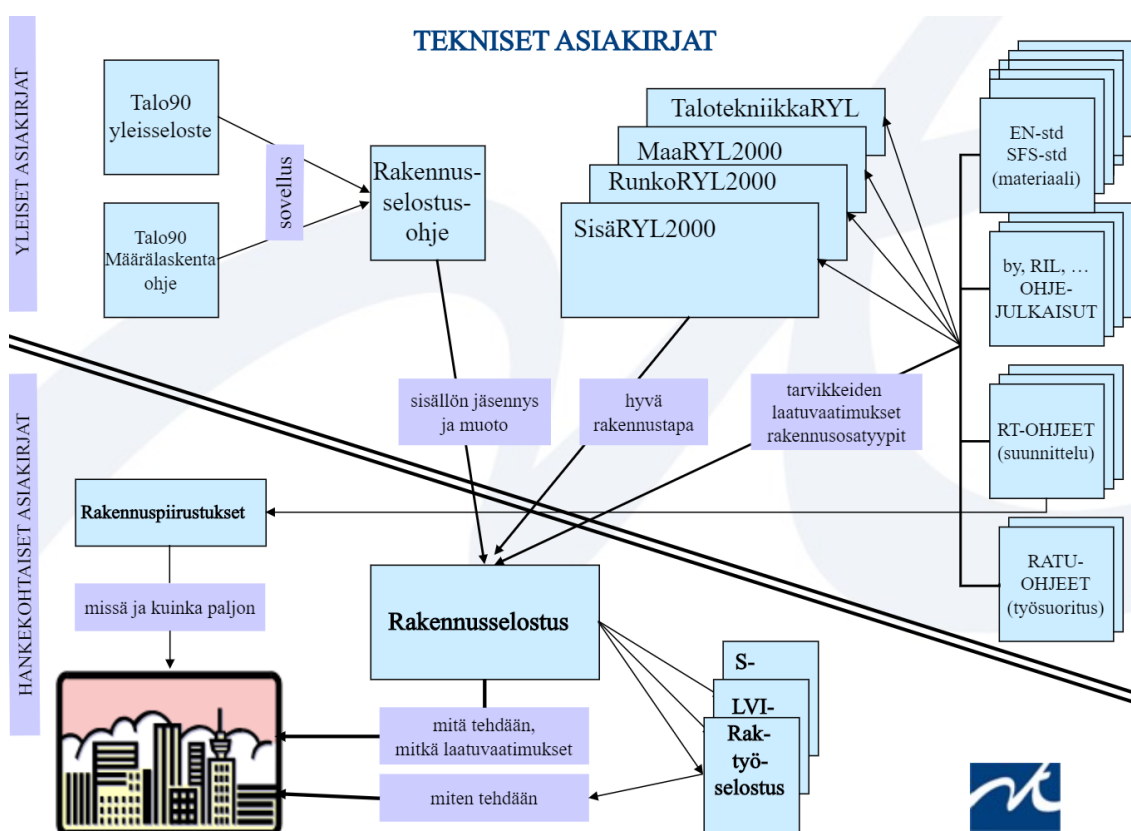 TEKNISET ASIAKIRJAT
YLEISET ASIAKIRJAT
Talo90
yleisseloste
Talo90
Määrälaskenta
ohje
sovellus
Rakennus-
selostus-
ohje
TalotekniikkaRYL
MaaRYL2000
RunkoRYL2000
SisäRYL2000
EN-std
SFS-std
(materiaali)
by, RIL, …
OHJE-
JULKAISUT
RT-OHJEET
(suunnittelu)
RATU-
OHJEET
(työsuoritus)
sisällön jäsennys
ja muoto
hyvä
rakennustapa
tarvikkeiden
laatuvaatimukset
rakennusosatyypit
HANKEKOHTAISET ASIAKIRJAT
Rakennuspiirustukset
missä ja kuinka paljon
Rakennusselostus
mitä tehdään,
mitkä laatuvaatimukset
miten tehdään
S-
LVI-
Rak-
työ-
selostus